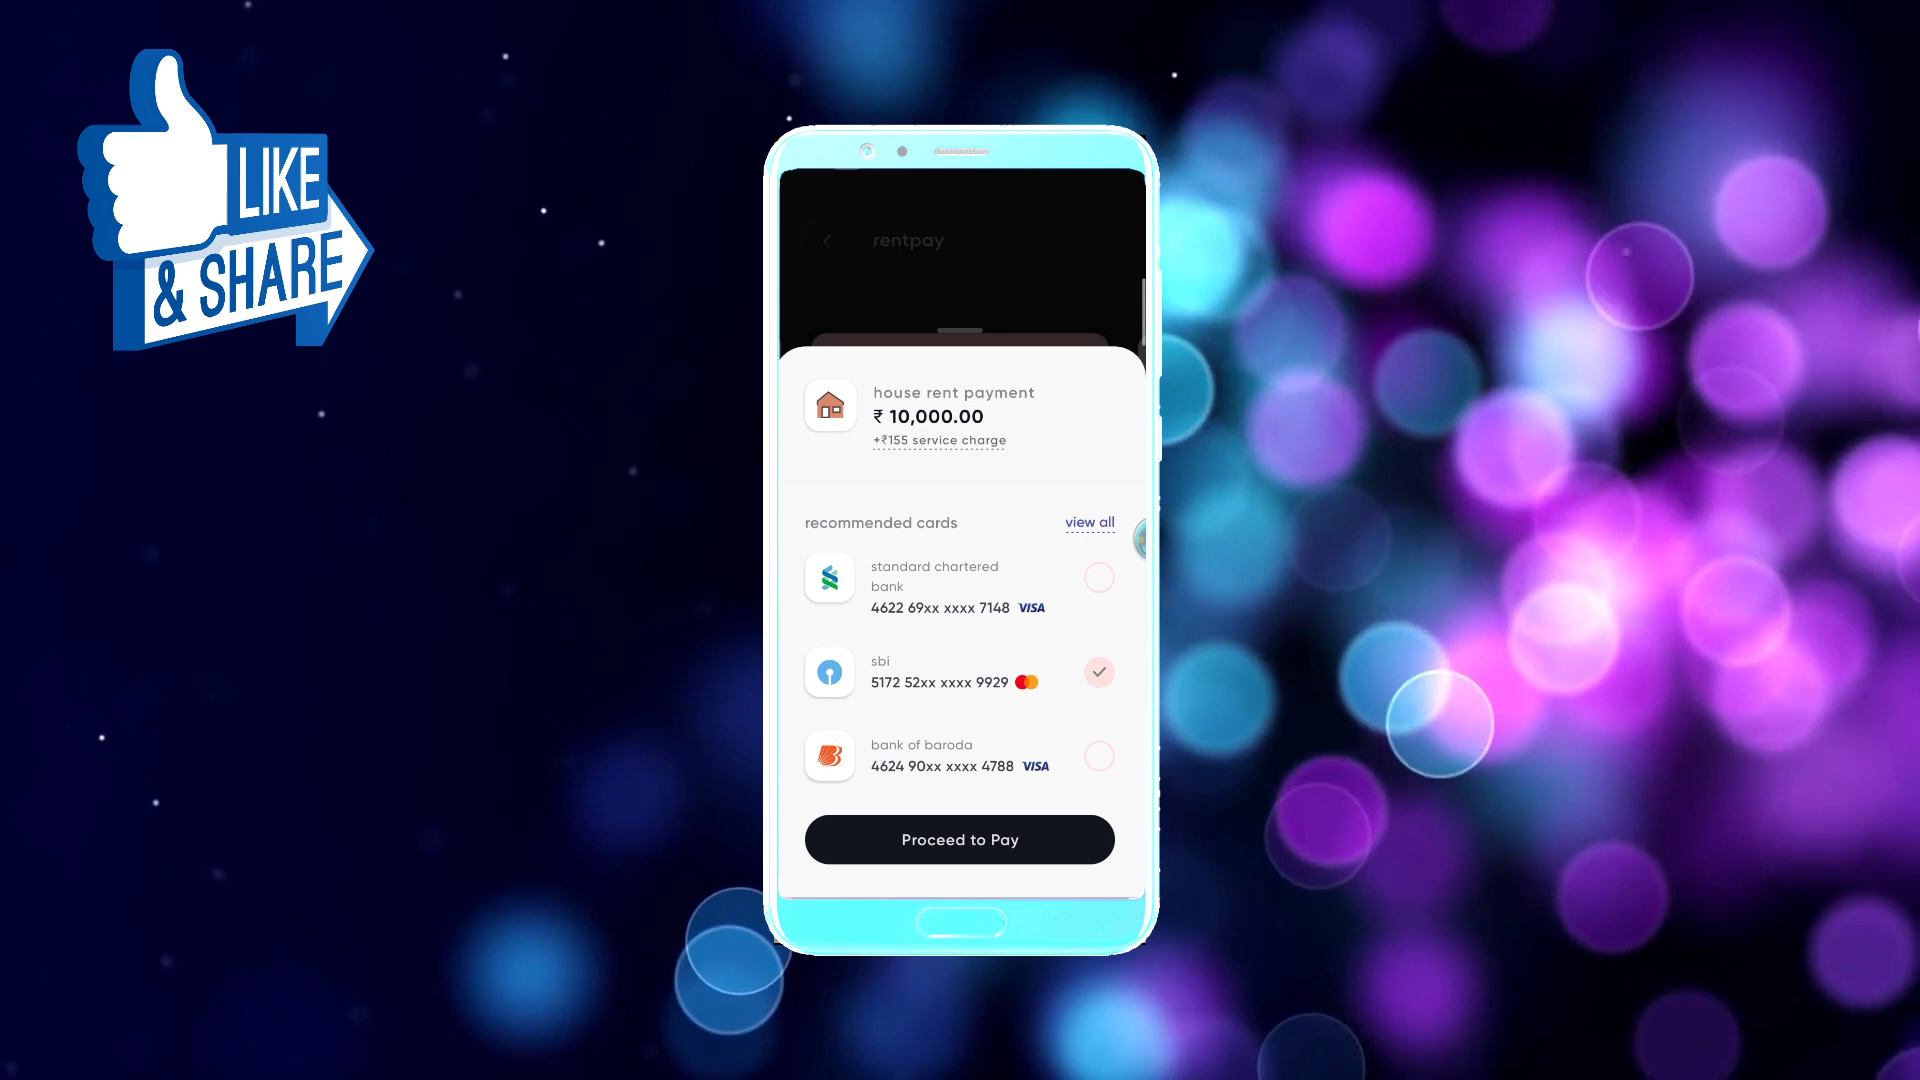 LIKE
& SHARE
rentpay
house rent payment
₹ 10,000.00
+₹155 service charge
recommended cards
view all
standard chartered
bank
4622 69xx xxxx 7148 VISA
sbi
5172 52xx xxxx 9929
bank of baroda
4624 90xx xxxx 4788 VISA
Proceed to Pay